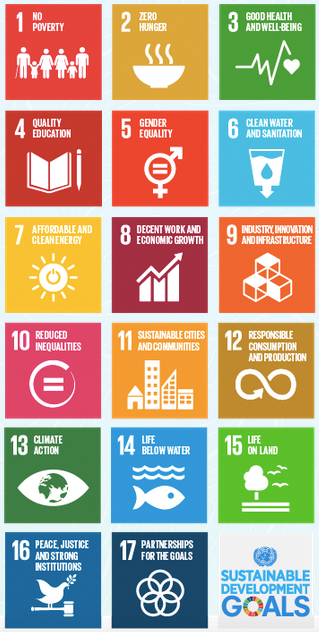 1 NO
POVERTY
2 ZERO
HUNGER
3 GOOD HEALTH
AND WELL-BEING
4 QUALITY
EDUCATION
5 GENDER
EQUALITY
6 CLEAN WATER
AND SANITATION
7 AFFORDABLE AND
CLEAN ENERGY
8 DECENT WORK AND
ECONOMIC GROWTH
9 INDUSTRY, INNOVATION
AND INFRASTRUCTURE
10 REDUCED
INEQUALITIES
11 SUSTAINABLE CITIES
AND COMMUNITIES
12 RESPONSIBLE
CONSUMPTION
AND PRODUCTION
13 CLIMATE
ACTION
14 LIFE
BELOW WATER
15 LIFE
ON LAND
16 PEACE, JUSTICE
AND STRONG
INSTITUTIONS
17 PARTNERSHIPS
FOR THE GOALS
SUSTAINABLE
DEVELOPMENT
GOALS